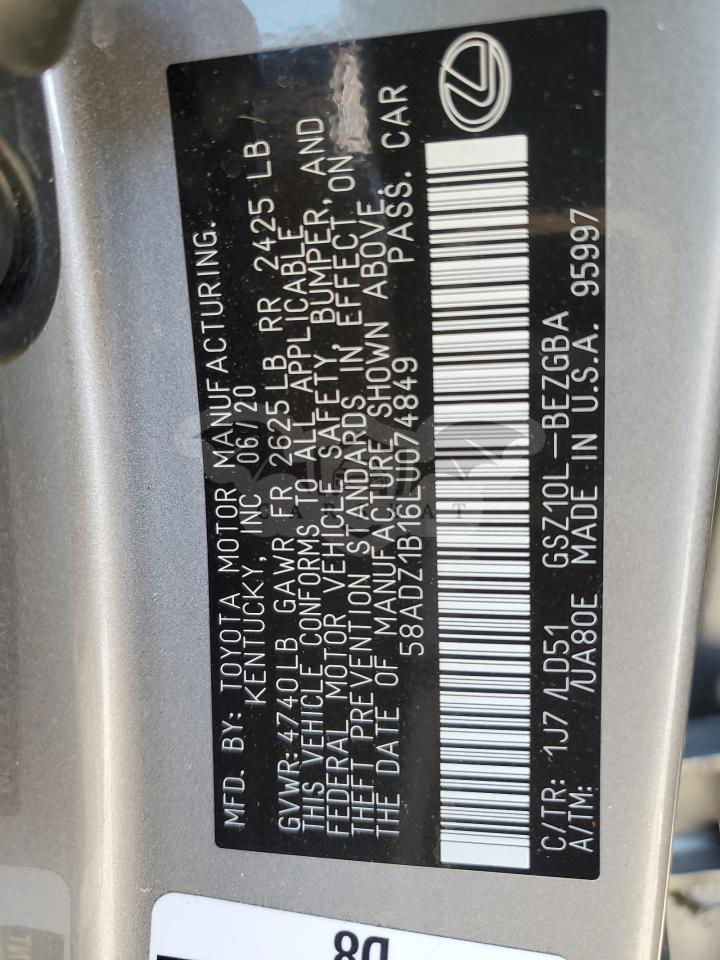 MFD. BY: TOYOTA MOTOR MANUFACTURING.
KENTUCKY, INC 06/20
GVWR: 4740LB GAWR FR 2625LB RR 2425 LB
THIS VEHICLE CONFORMS TO ALL APPLICABLE
FEDERAL MOTOR VEHICLE SAFETY, BUMPER, AND
THEFT PREVENTION STANDARDS IN EFFECT ON
THE DATE OF MANUFACTURE SHOWN ABOVE.
58ADZ1B16LU074849 PASS. CAR
C/TR: 1J7 /LD51 GSZ10L-BEZGBA
A/TM: /UA80E MADE IN U.S.A. 95997
D8